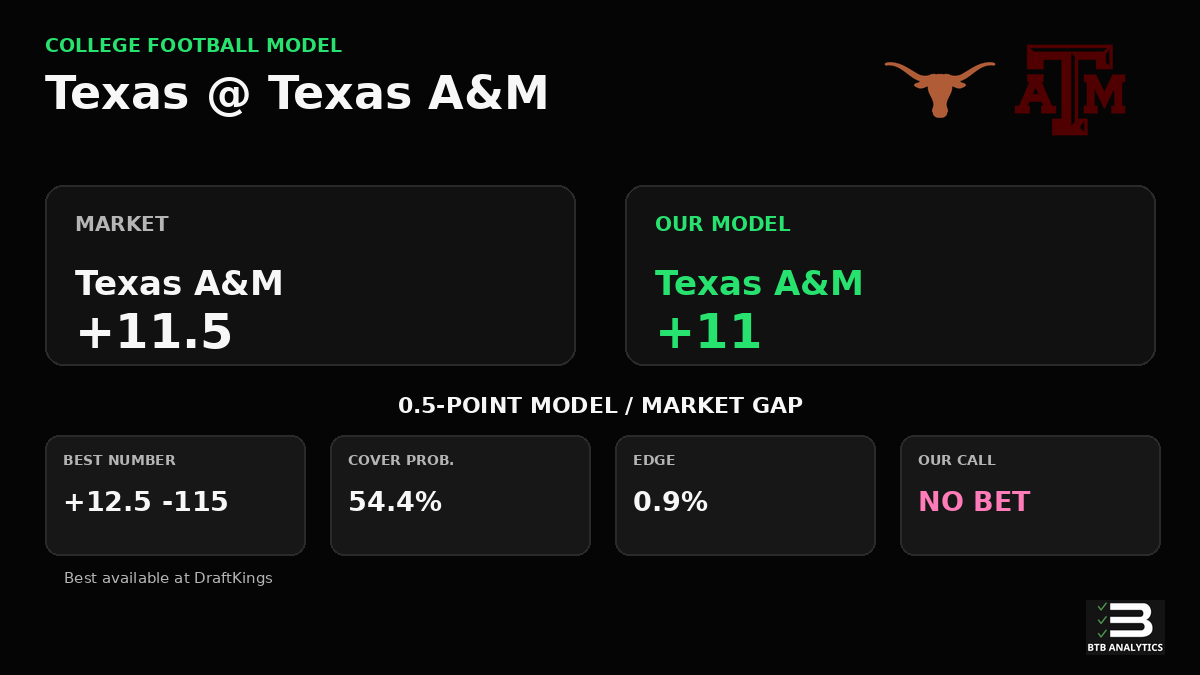 COLLEGE FOOTBALL MODEL
Texas @ Texas A&M
ATM
MARKET
Texas A&M
+11.5
OUR MODEL
Texas A&M
+11
0.5-POINT MODEL / MARKET GAP
BEST NUMBER
+12.5 -115
COVER PROB.
54.4%
EDGE
0.9%
OUR CALL
NO BET
Best available at DraftKings
B
BTB ANALYTICS